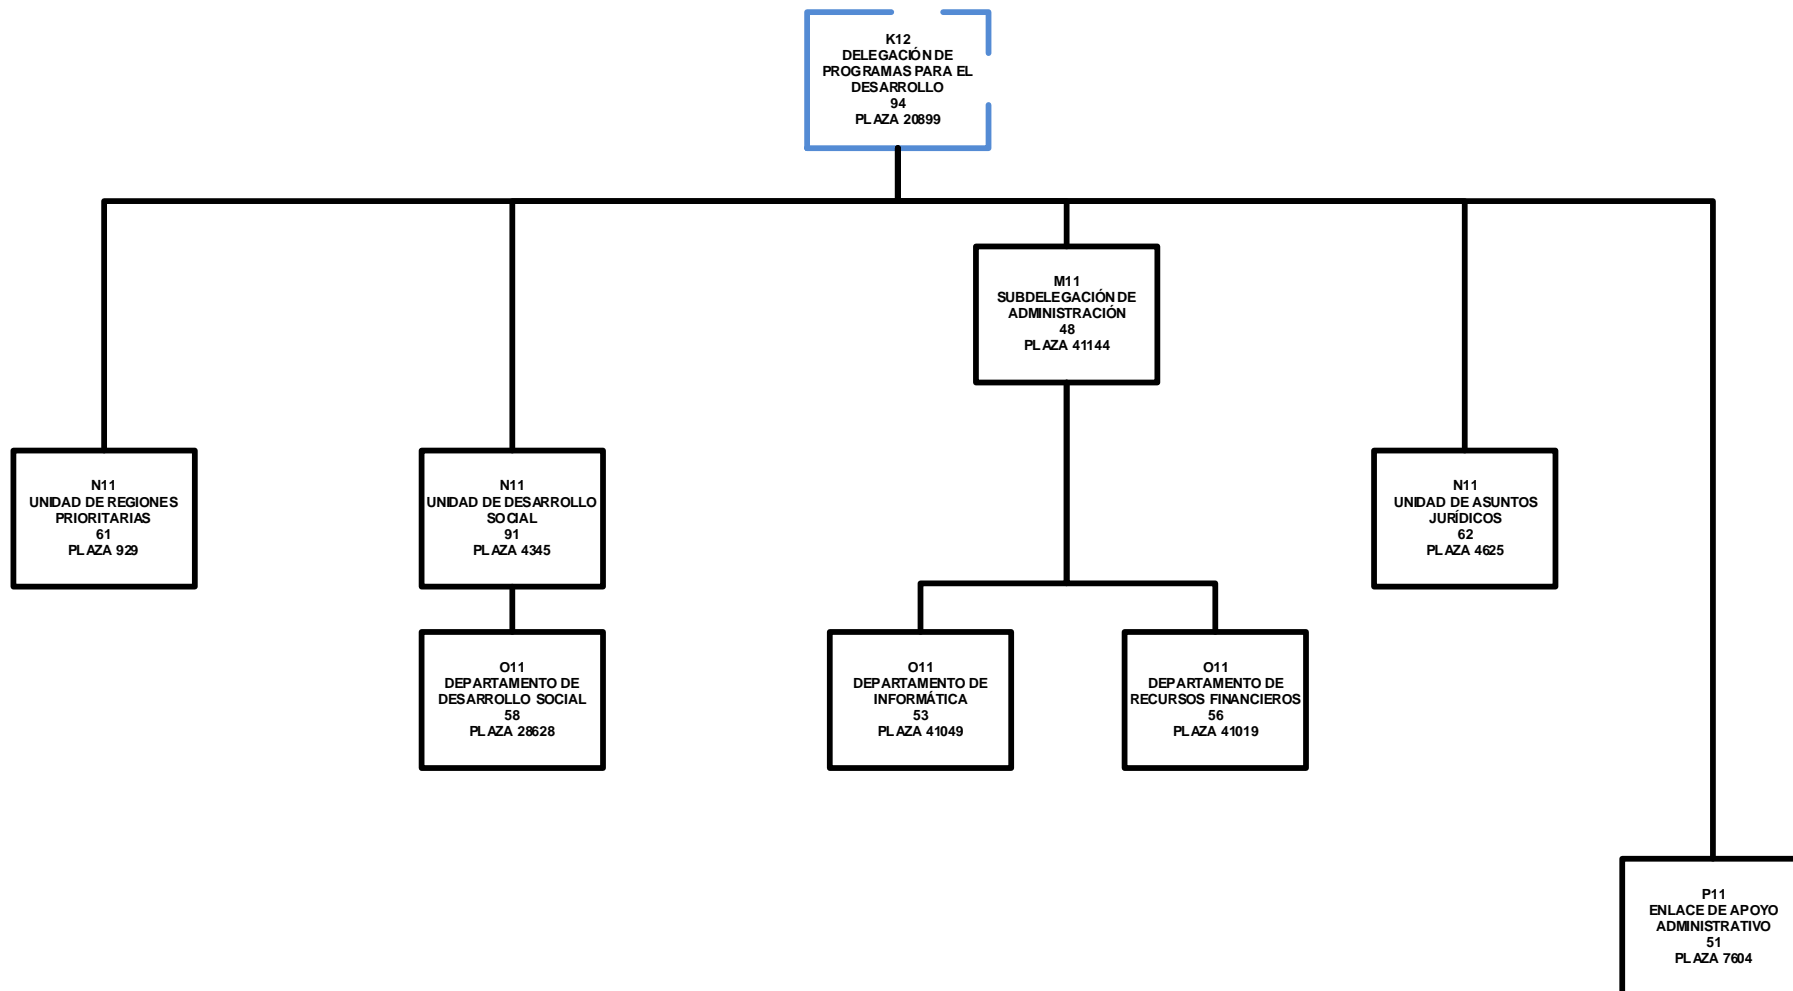 K12
DELEGACIÓN DE
PROGRAMAS PARA EL
DESARROLLO
94
PLAZA 20899
M11
SUBDELEGACIÓN DE
ADMINISTRACIÓN
48
PLAZA 41144
N11
UNIDAD DE REGIONES
PRIORITARIAS
61
PLAZA 929
N11
UNIDAD DE DESARROLLO
SOCIAL
91
PLAZA 4345
N11
UNIDAD DE ASUNTOS
JURÍDICOS
62
PLAZA 4625
O11
DEPARTAMENTO DE
DESARROLLO SOCIAL
58
PLAZA 28628
O11
DEPARTAMENTO DE
INFORMÁTICA
53
PLAZA 41049
O11
DEPARTAMENTO DE
RECURSOS FINANCIEROS
56
PLAZA 41019
P11
ENLACE DE APOYO
ADMINISTRATIVO
51
PLAZA 7604